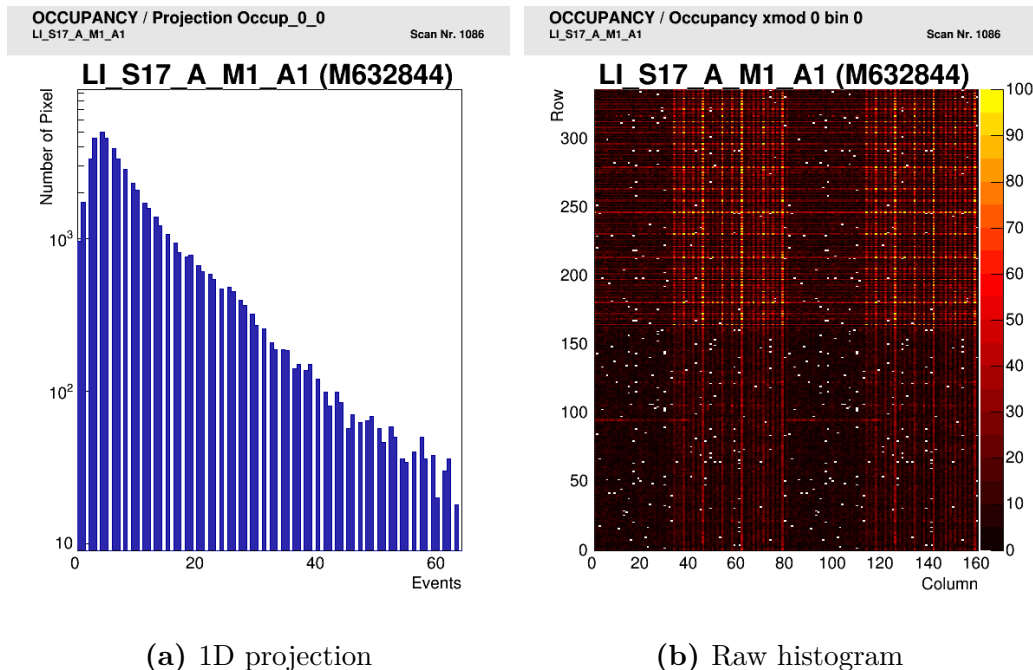 OCCUPANCY / Projection Occup_0_0
LI_S17_A_M1_A1 Scan Nr. 1086
LI_S17_A_M1_A1 (M632844)
Number of Pixel
10³
10²
10
0 20 40 60
Events
(a) 1D projection
OCCUPANCY / Occupancy xmod 0 bin 0
LI_S17_A_M1_A1 Scan Nr. 1086
LI_S17_A_M1_A1 (M632844)
Row
300
250
200
150
100
50
0
0 20 40 60 80 100 120 140 160
Column
100
90
80
70
60
50
40
30
20
10
0
(b) Raw histogram